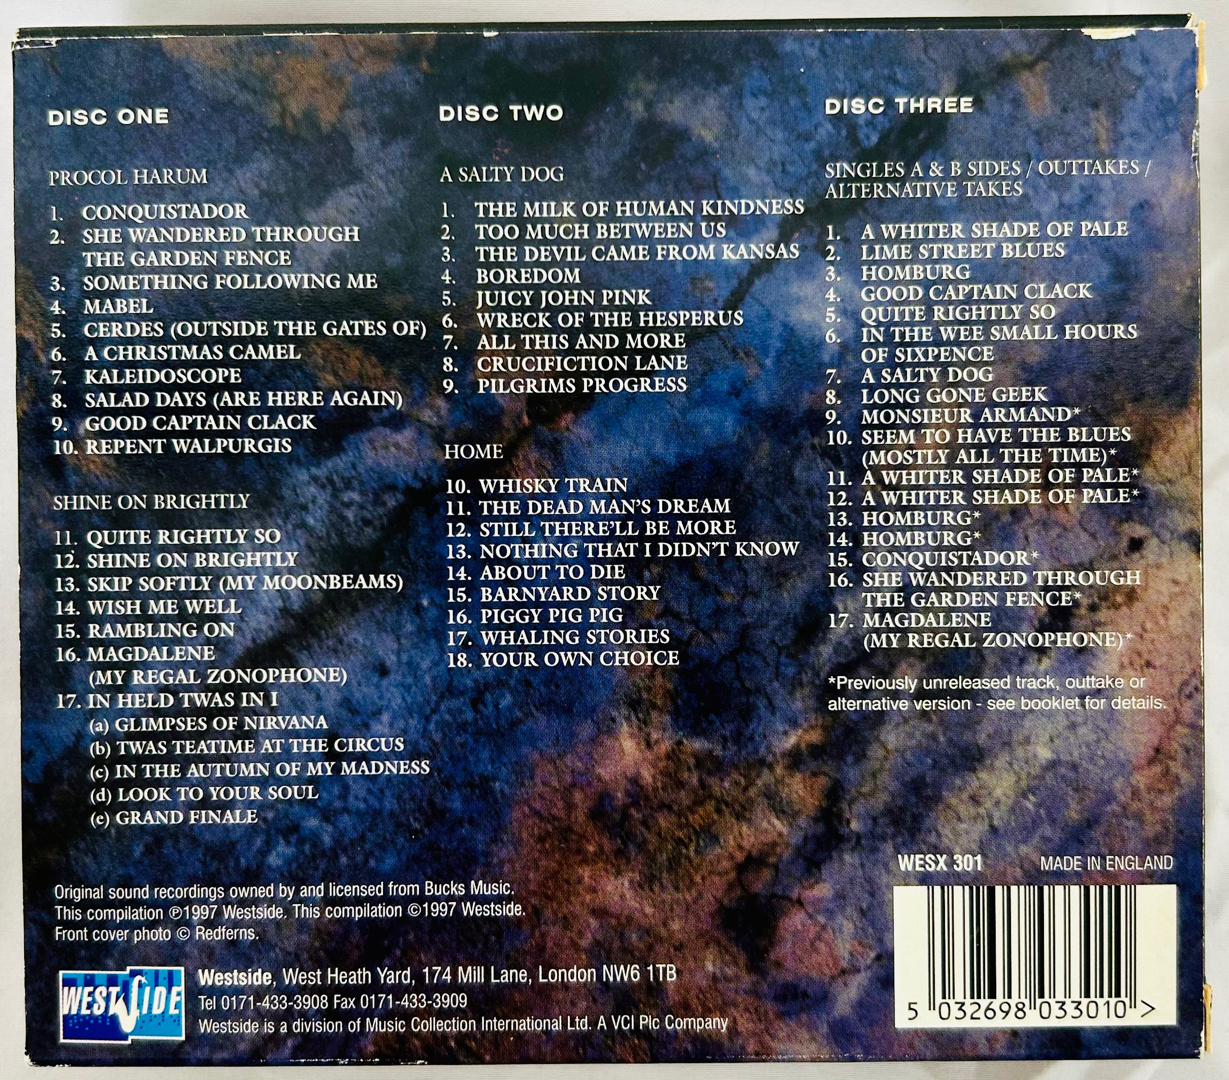 DISC ONE
PROCOL HARUM
1. CONQUISTADOR
2. SHE WANDERED THROUGH
THE GARDEN FENCE
3. SOMETHING FOLLOWING ME
4. MABEL
5. CERDES (OUTSIDE THE GATES OF)
6. A CHRISTMAS CAMEL
7. KALEIDOSCOPE
8. SALAD DAYS (ARE HERE AGAIN)
9. GOOD CAPTAIN CLACK
10. REPENT WALPURGIS
SHINE ON BRIGHTLY
11. QUITE RIGHTLY SO
12. SHINE ON BRIGHTLY
13. SKIP SOFTLY (MY MOONBEAMS)
14. WISH ME WELL
15. RAMBLING ON
16. MAGDALENE
(MY REGAL ZONOPHONE)
17. IN HELD TWAS IN I
(a) GLIMPSES OF NIRVANA
(b) TWAS TEATIME AT THE CIRCUS
(c) IN THE AUTUMN OF MY MADNESS
(d) LOOK TO YOUR SOUL
(e) GRAND FINALE
DISC TWO
A SALTY DOG
1. THE MILK OF HUMAN KINDNESS
2. TOO MUCH BETWEEN US
3. THE DEVIL CAME FROM KANSAS
4. BOREDOM
5. JUICY JOHN PINK
6. WRECK OF THE HESPERUS
7. ALL THIS AND MORE
8. CRUCIFICTION LANE
9. PILGRIMS PROGRESS
HOME
10. WHISKY TRAIN
11. THE DEAD MAN'S DREAM
12. STILL THERE'LL BE MORE
13. NOTHING THAT I DIDN'T KNOW
14. ABOUT TO DIE
15. BARNYARD STORY
16. PIGGY PIG PIG
17. WHALING STORIES
18. YOUR OWN CHOICE
DISC THREE
SINGLES A & B SIDES / OUTTAKES /
ALTERNATIVE TAKES
1. A WHITER SHADE OF PALE
2. LIME STREET BLUES
3. HOMBURG
4. GOOD CAPTAIN CLACK
5. QUITE RIGHTLY SO
6. IN THE WEE SMALL HOURS
OF SIXPENCE
7. A SALTY DOG
8. LONG GONE GEEK
9. MONSIEUR ARMAND*
10. SEEM TO HAVE THE BLUES
(MOSTLY ALL THE TIME)*
11. A WHITER SHADE OF PALE*
12. A WHITER SHADE OF PALE*
13. HOMBURG*
14. HOMBURG*
15. CONQUISTADOR*
16. SHE WANDERED THROUGH
THE GARDEN FENCE*
17. MAGDALENE
(MY REGAL ZONOPHONE)*
*Previously unreleased track, outtake or
alternative version - see booklet for details.
WESX 301 MADE IN ENGLAND
5 032698 033010 >
Original sound recordings owned by and licensed from Bucks Music.
This compilation ℗1997 Westside. This compilation ©1997 Westside.
Front cover photo © Redferns.
WESTSIDE
Westside, West Heath Yard, 174 Mill Lane, London NW6 1TB
Tel 0171-433-3908 Fax 0171-433-3909
Westside is a division of Music Collection International Ltd. A VCI Plc Company